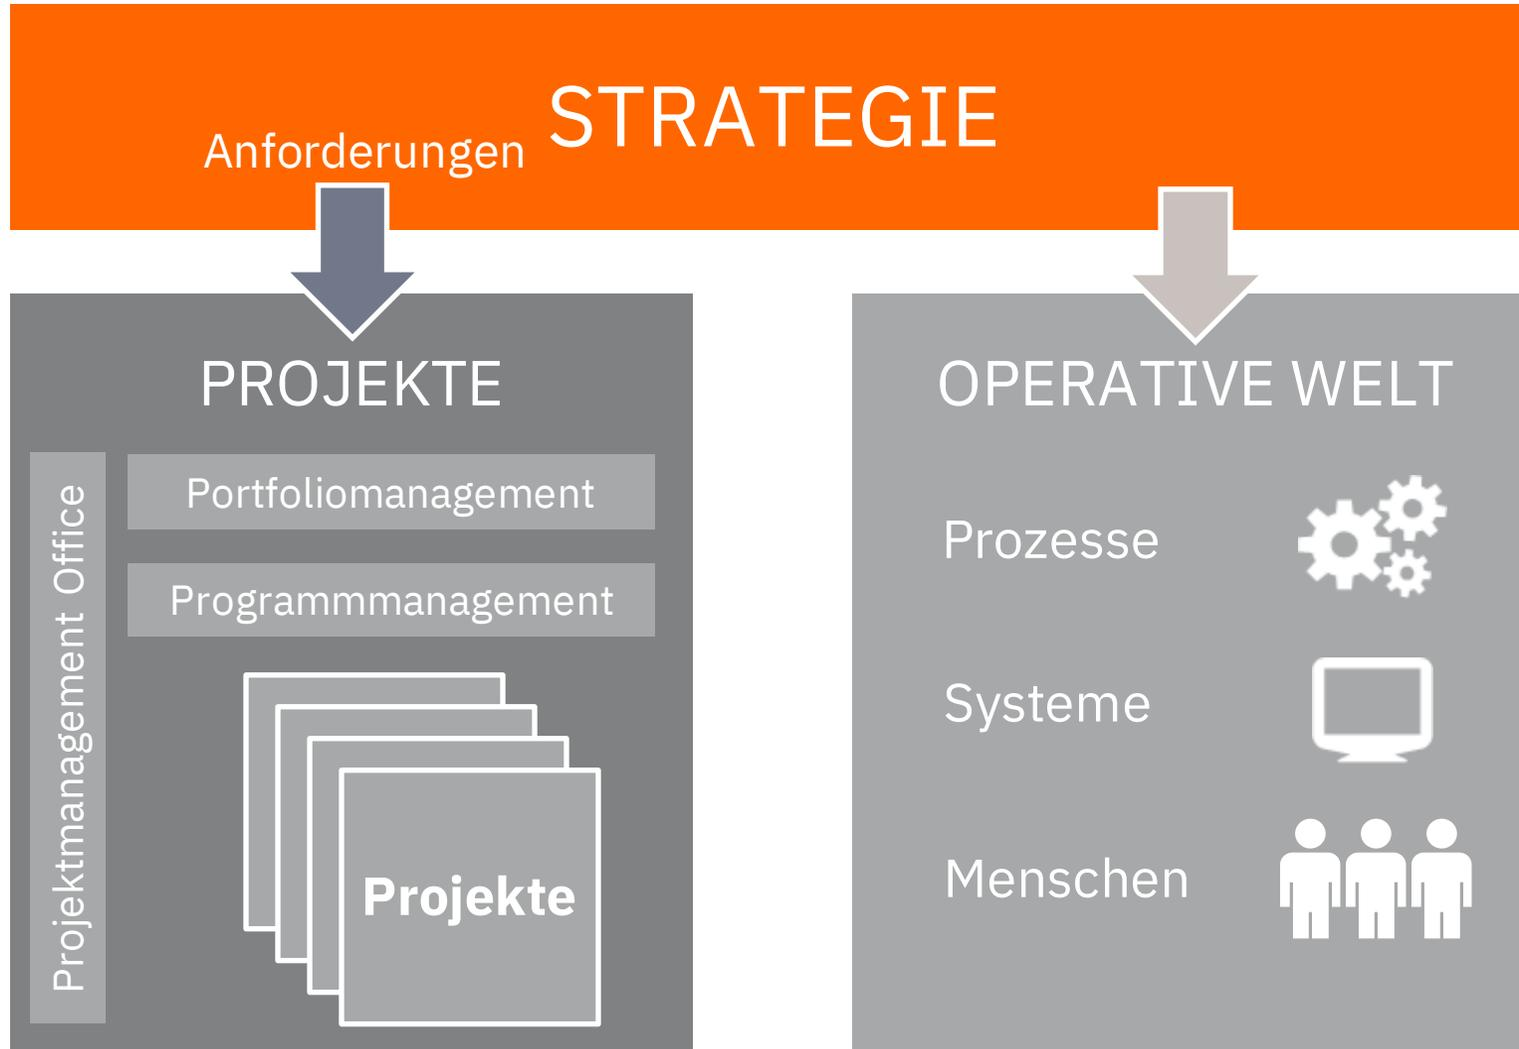 STRATEGIE
Anforderungen
PROJEKTE
Projektmanagement Office
Portfoliomanagement
Programmmanagement
Projekte
OPERATIVE WELT
Prozesse
Systeme
Menschen